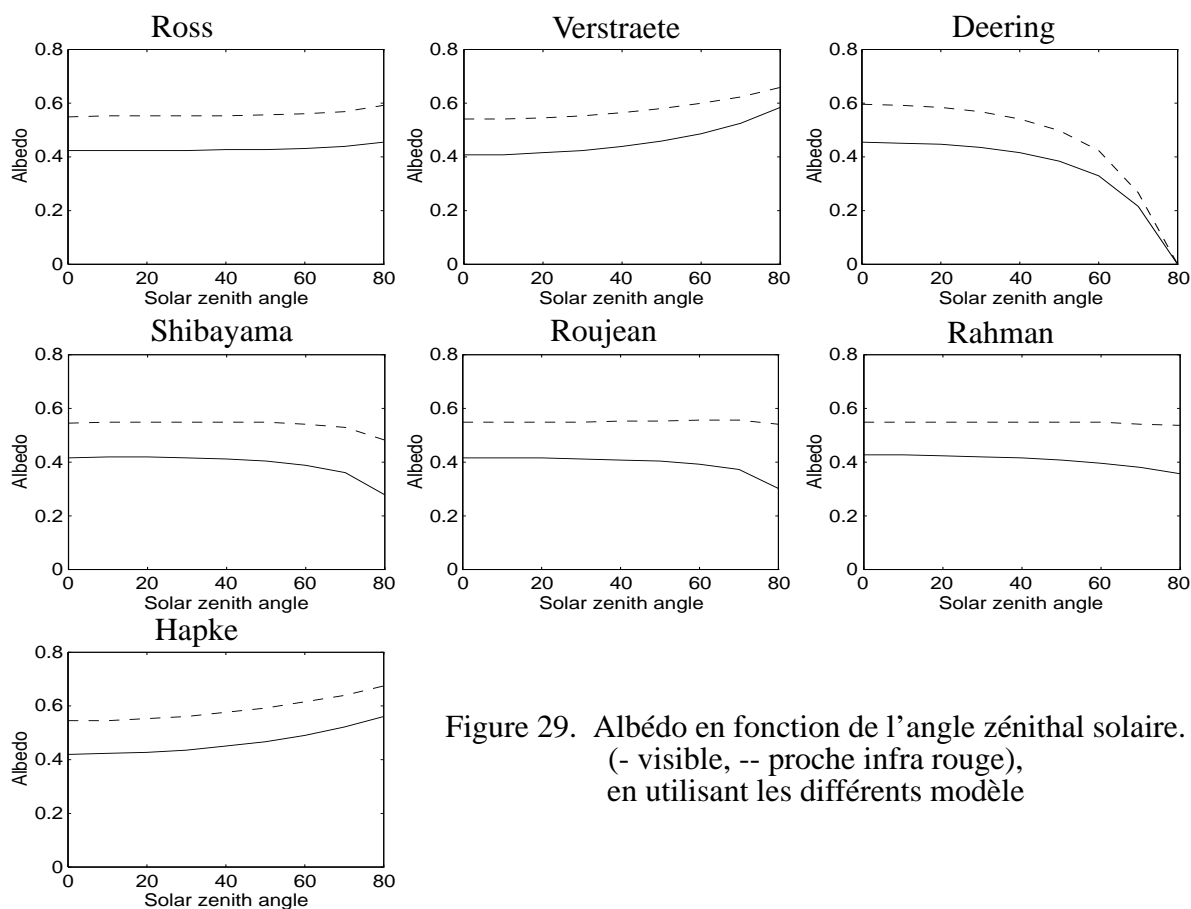 Ross
Verstraete
Deering
0.8
0.6
0.4
0.2
0
Albedo
0 20 40 60 80
Solar zenith angle
0.8
0.6
0.4
0.2
0
Albedo
0 20 40 60 80
Solar zenith angle
0.8
0.6
0.4
0.2
0
Albedo
0 20 40 60 80
Solar zenith angle
Shibayama
Roujean
Rahman
0.8
0.6
0.4
0.2
0
Albedo
0 20 40 60 80
Solar zenith angle
0.8
0.6
0.4
0.2
0
Albedo
0 20 40 60 80
Solar zenith angle
0.8
0.6
0.4
0.2
0
Albedo
0 20 40 60 80
Solar zenith angle
Hapke
0.8
0.6
0.4
0.2
0
Albedo
0 20 40 60 80
Solar zenith angle
Figure 29. Albédo en fonction de l’angle zénithal solaire.
(- visible, -- proche infra rouge),
en utilisant les différents modèle